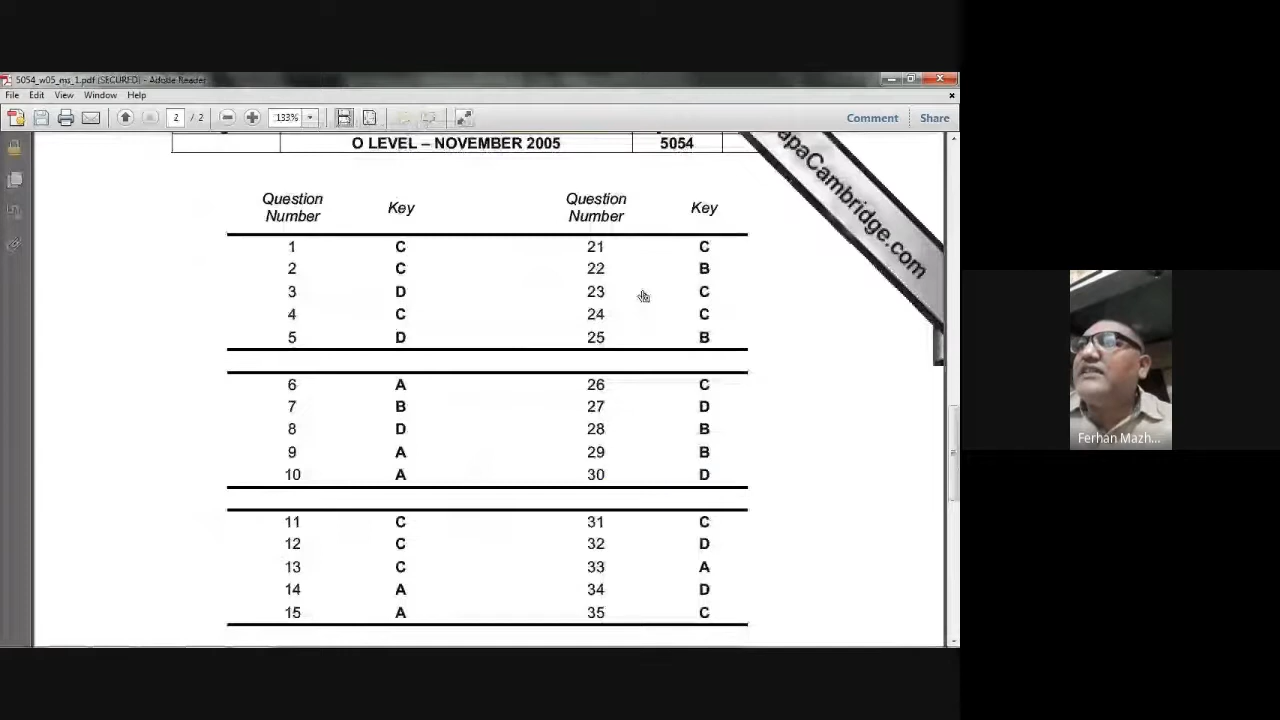 5054_w05_ms_1.pdf (SECURED) - Adobe Reader
File Edit View Window Help
2 / 2 133% Comment Share
O LEVEL – NOVEMBER 2005 5054
apaCambridge.com
Question Number Key Question Number Key
1 C 21 C
2 C 22 B
3 D 23 C
4 C 24 C
5 D 25 B
6 A 26 C
7 B 27 D
8 D 28 B
9 A 29 B
10 A 30 D
11 C 31 C
12 C 32 D
13 C 33 A
14 A 34 D
15 A 35 C
Ferhan Mazh...